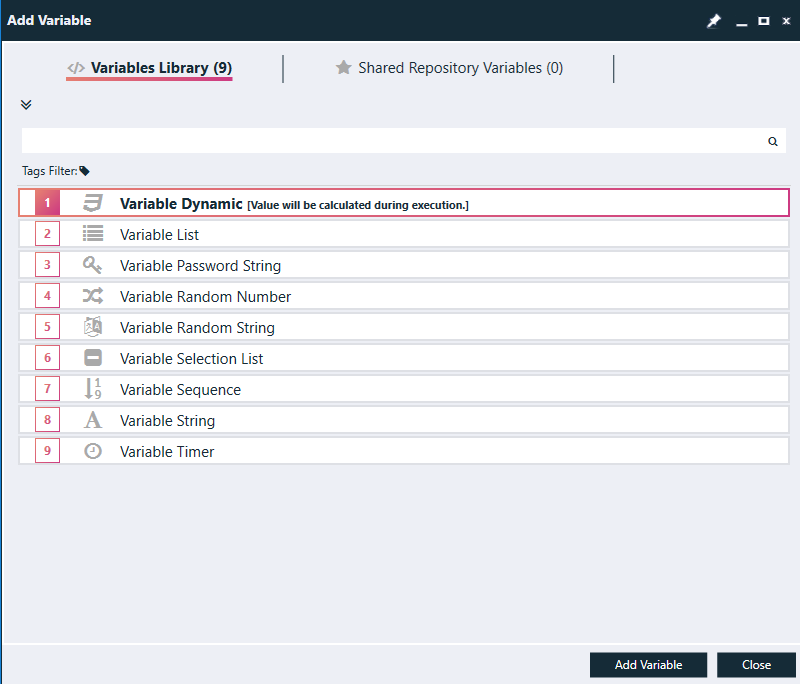 Add Variable
</> Variables Library (9)
Shared Repository Variables (0)
Tags Filter:
1 Variable Dynamic [Value will be calculated during execution.]
2 Variable List
3 Variable Password String
4 Variable Random Number
5 Variable Random String
6 Variable Selection List
7 Variable Sequence
8 Variable String
9 Variable Timer
Add Variable
Close